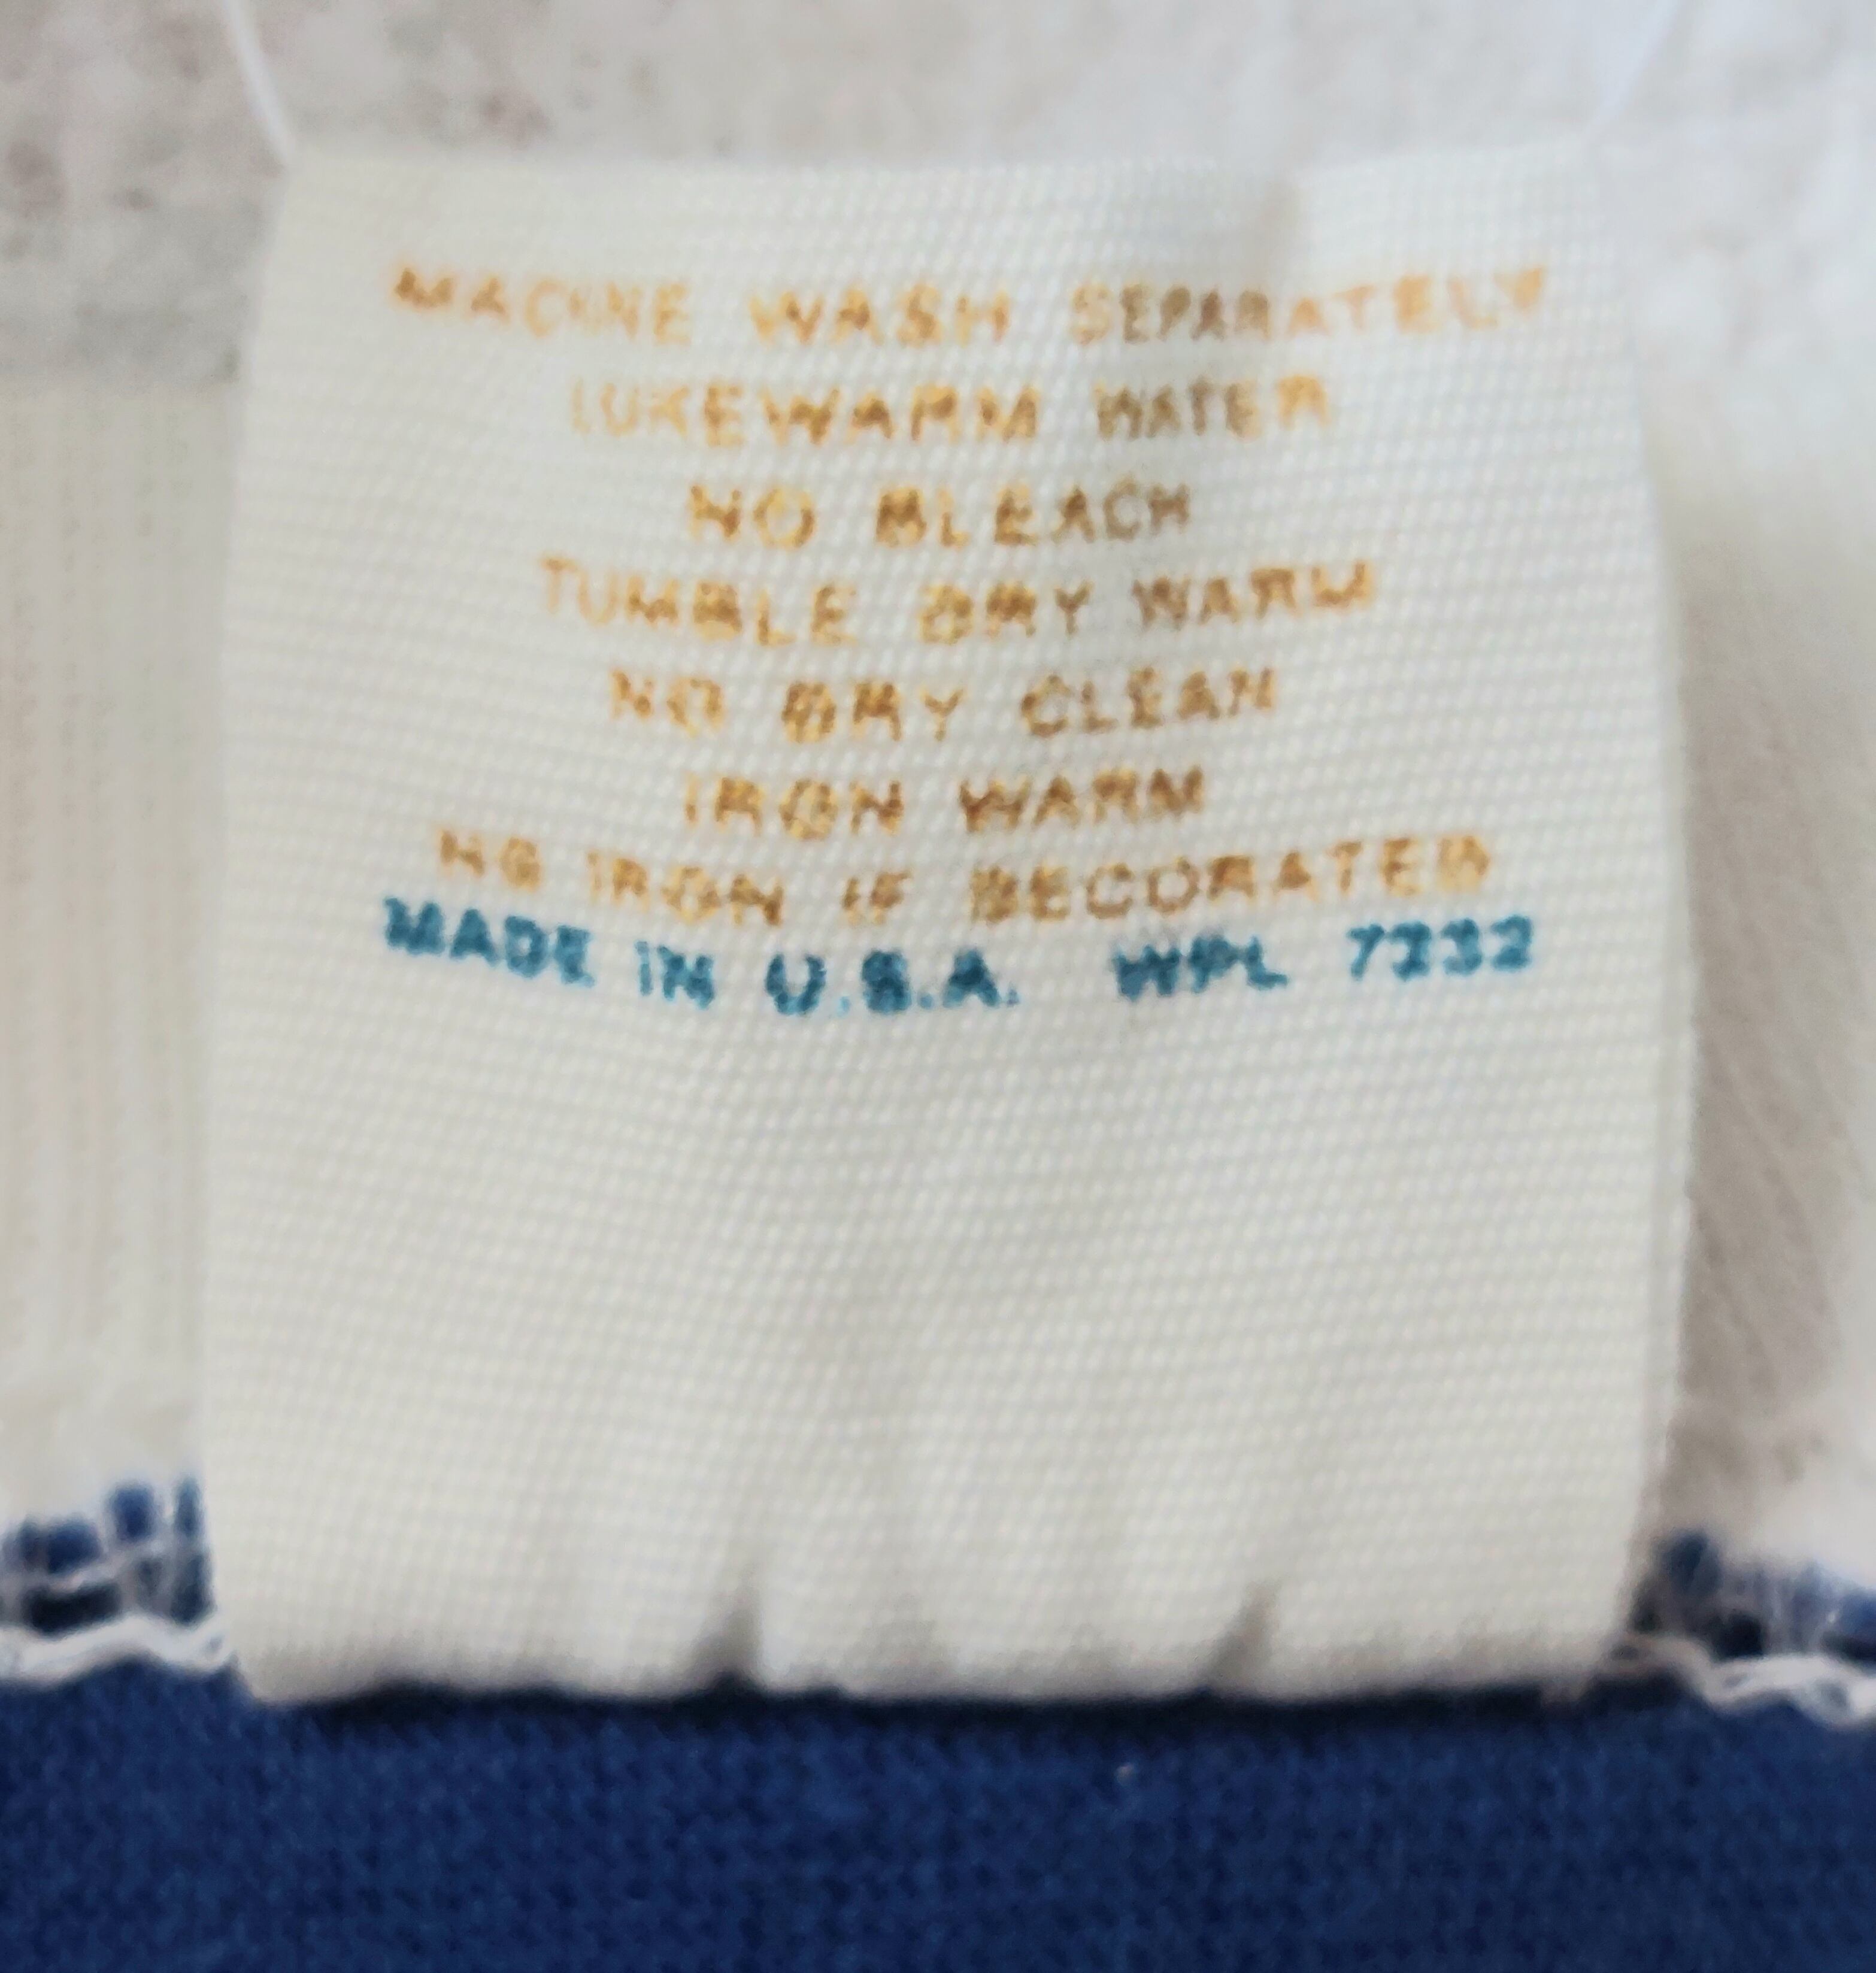 MACINE WASH SEPARATELY
LUKEWARM WATER
NO BLEACH
TUMBLE DRY WARM
NO DRY CLEAN
IRON WARM
NO IRON IF DECORATED
MADE IN U.S.A. WPL 7232